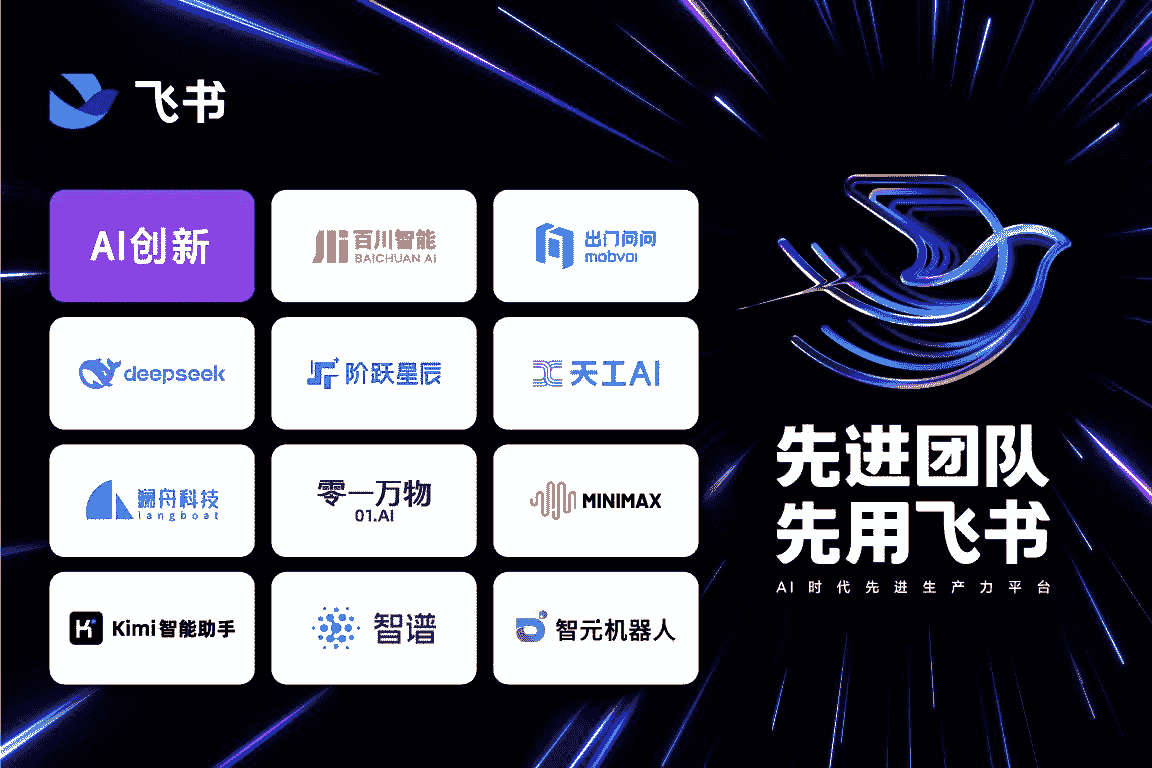 飞书
AI创新
百川智能
BAICHUAN AI
出门问问
mobvoi
deepseek
阶跃星辰
天工AI
澜舟科技
langboat
零一万物
01.AI
MINIMAX
Kimi智能助手
智谱
智元机器人
先进团队
先用飞书
AI时代先进生产力平台